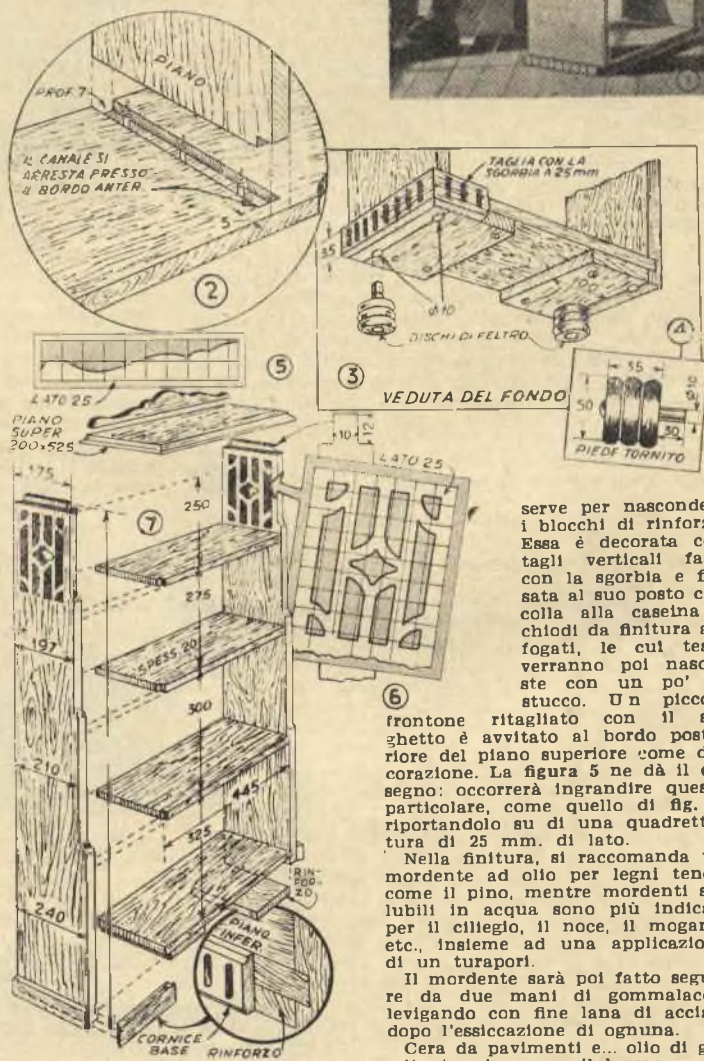 PIANO
PROF. 7
IL CANALE SI
ARRESTA PRESSO
IL BORDO ANTER.
5
2
TAGLIA CON LA
SGORBIA A 25 mm
35
Ø 10
100
DISCHI DI FELTRO
3
VEDUTA DEL FONDO
4
35
50
Ø 10
30
PIEDE TORNITO
5
LATO 25
PIANO
SUPER
200x525
10
12
LATO 25
6
175
7
250
275
197
SPESS. 20
300
210
445
325
240
RIN-
FOR-
ZO
PIANO
INFER
CORNICE
BASE
RINFORZO
serve per nasconde
i blocchi di rinforz
Essa è decorata co
tagli verticali fa
con la sgorbia e fi
sata al suo posto c
colla alla caseina
chiodi da finitura a
fogati, le cui tes
verranno poi nasc
ste con un po'
stucco. Un picco
frontone ritagliato con il s
ghetto è avvitato al bordo post
riore del piano superiore come d
corazione. La figura 5 ne dà il d
segno: occorrerà ingrandire ques
particolare, come quello di fig.
riportandolo su di una quadrett
tura di 25 mm. di lato.
Nella finitura, si raccomanda
mordente ad olio per legni tene
come il pino, mentre mordenti s
lubili in acqua sono più indica
per il ciliegio, il noce, il mogan
etc., insieme ad una applicazio
di un turapori.
Il mordente sarà poi fatto segu
re da due mani di gommalacc
levigando con fine lana di accia
dopo l'essiccazione di ognuna.
Cera da pavimenti e... olio di g